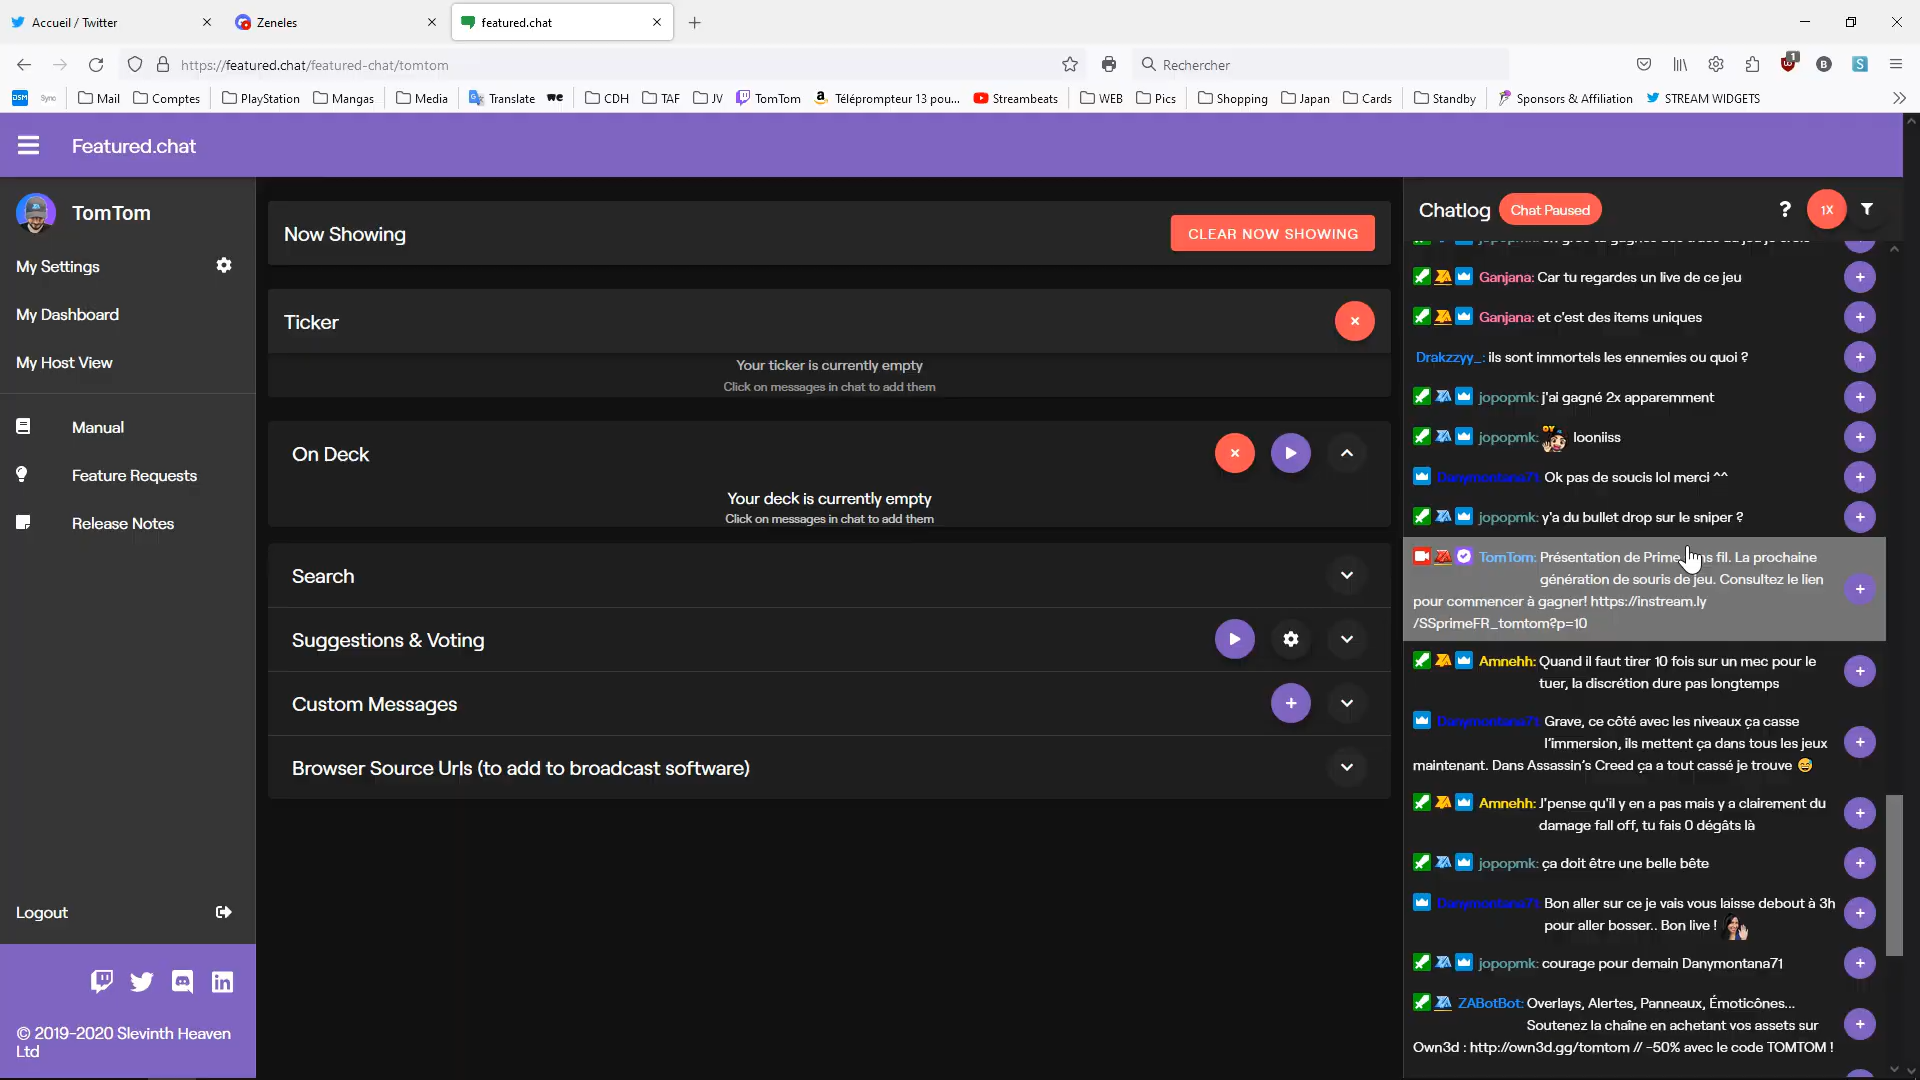 Accueil / Twitter
Zeneles
featured.chat
https://featured.chat/featured-chat/tomtom
Rechercher
1
B
S
DSM
Sync
Mail
Comptes
PlayStation
Mangas
Media
Translate
we
CDH
TAF
JV
TomTom
Téléprompteur 13 pou...
Streambeats
WEB
Pics
Shopping
Japan
Cards
Standby
Sponsors & Affiliation
STREAM WIDGETS
Featured.chat
TomTom
My Settings
My Dashboard
My Host View
Manual
Feature Requests
Release Notes
Logout
© 2019-2020 Slevinth Heaven
Ltd
Now Showing
CLEAR NOW SHOWING
Ticker
Your ticker is currently empty
Click on messages in chat to add them
On Deck
Your deck is currently empty
Click on messages in chat to add them
Search
Suggestions & Voting
Custom Messages
Browser Source Urls (to add to broadcast software)
Chatlog
Chat Paused
?
1X
Ganjana: Car tu regardes un live de ce jeu
Ganjana: et c'est des items uniques
Drakzzyy_: ils sont immortels les ennemies ou quoi ?
jopopmk: j'ai gagné 2x apparemment
jopopmk: looniiss
Danymontana71: Ok pas de soucis lol merci ^^
jopopmk: y'a du bullet drop sur le sniper ?
TomTom: Présentation de Prime fil. La prochaine
génération de souris de jeu. Consultez le lien
pour commencer à gagner! https://instream.ly
/SSprimeFR_tomtom?p=10
Amnehh: Quand il faut tirer 10 fois sur un mec pour le
tuer, la discrétion dure pas longtemps
Danymontana71: Grave, ce côté avec les niveaux ça casse
l'immersion, ils mettent ça dans tous les jeux
maintenant. Dans Assassin's Creed ça a tout cassé je trouve
Amnehh: J'pense qu'il y en a pas mais y a clairement du
damage fall off, tu fais 0 dégâts là
jopopmk: ça doit être une belle bête
Danymontana71: Bon aller sur ce je vais vous laisse debout à 3h
pour aller bosser.. Bon live !
jopopmk: courage pour demain Danymontana71
ZABotBot: Overlays, Alertes, Panneaux, Émoticônes...
Soutenez la chaîne en achetant vos assets sur
Own3d : http://own3d.gg/tomtom // -50% avec le code TOMTOM !